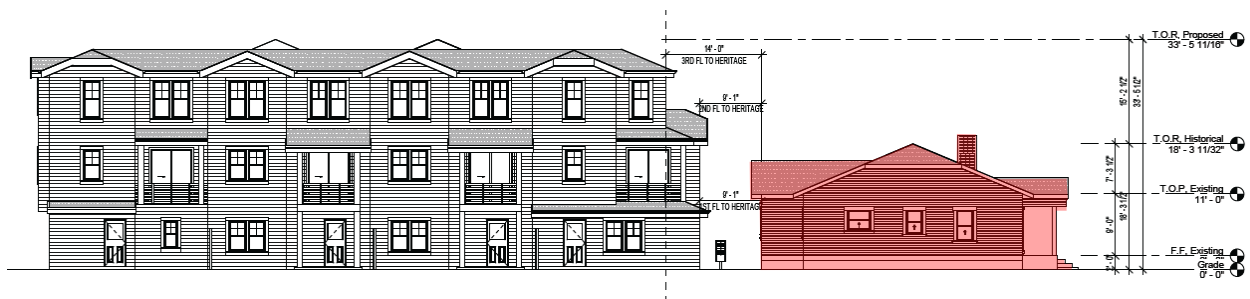 T.O.R, Proposed
33' - 5 11/16"
14' - 0"
3RD FL TO HERITAGE
9' - 1"
2ND FL TO HERITAGE
15' - 2 1/2"
33' - 5 1/2"
T.O.R, Historical
18' - 3 11/32"
7' - 3 1/2"
T.O.P, Existing
11' - 0"
9' - 1"
1ST FL TO HERITAGE
9' - 0"
18' - 3 1/2"
F.F, Existing
Grade
0' - 0"